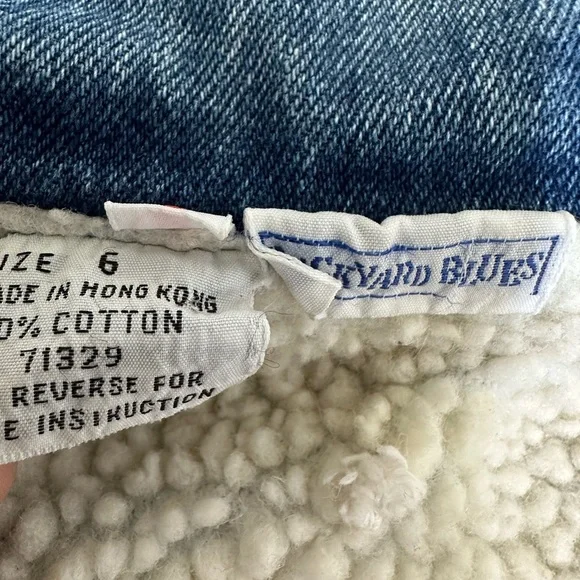 IZE 6
ADE IN HONG KONG
0% COTTON
71329
REVERSE FOR
E INSTRUCTION
CKYARD BLUES